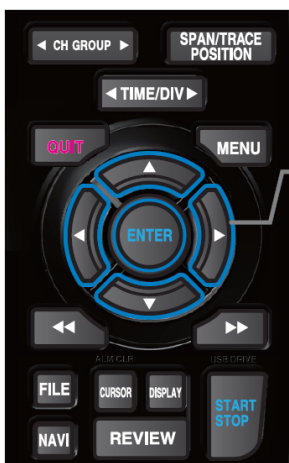 ◀ CH GROUP ▶
SPAN/TRACE
POSITION
◀TIME/DIV▶
QUIT
MENU
ENTER
ALM CLR
USB DRIVE
FILE
CURSOR
DISPLAY
START
STOP
NAVI
REVIEW